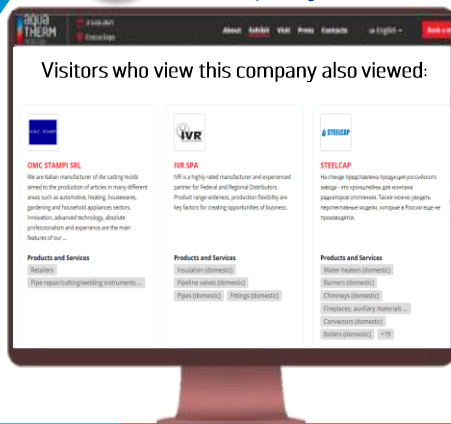 aqua
THERM
About Exhibit Visit Press Contacts English
Visitors who view this company also viewed:
OMC STAMPI
IVR
STEELCAP
OMC STAMPI SRL
We are italian manufacturer of die casting molds
aimed to the production of articles in many different
areas such as automotive, heating, housewares,
gardening and household appliances sectors.
Innovation, advanced technology, absolute
professionalism and experience are the main
features of our ...
Products and Services
Retailers
Pipe repair/cutting/welding instruments ...
IVR SPA
IVR is a highly rated manufacturer and experienced
partner for Federal and Regional Distributors.
Product range wideness, production flexibility are
key factors for creating opportunities of business.
Products and Services
Insulation (domestic)
Pipeline valves (domestic)
Pipes (domestic) Fittings (domestic)
STEELCAP
На стенде представлена продукция российского
завода - это кронштейны для монтажа
радиаторов отопления. Также можно увидеть
перспективные модели, которые в России еще не
производятся.
Products and Services
Water heaters (domestic)
Burners (domestic)
Chimneys (domestic)
Fireplaces; auxiliary materials ...
Convectors (domestic)
Boilers (domestic) +19